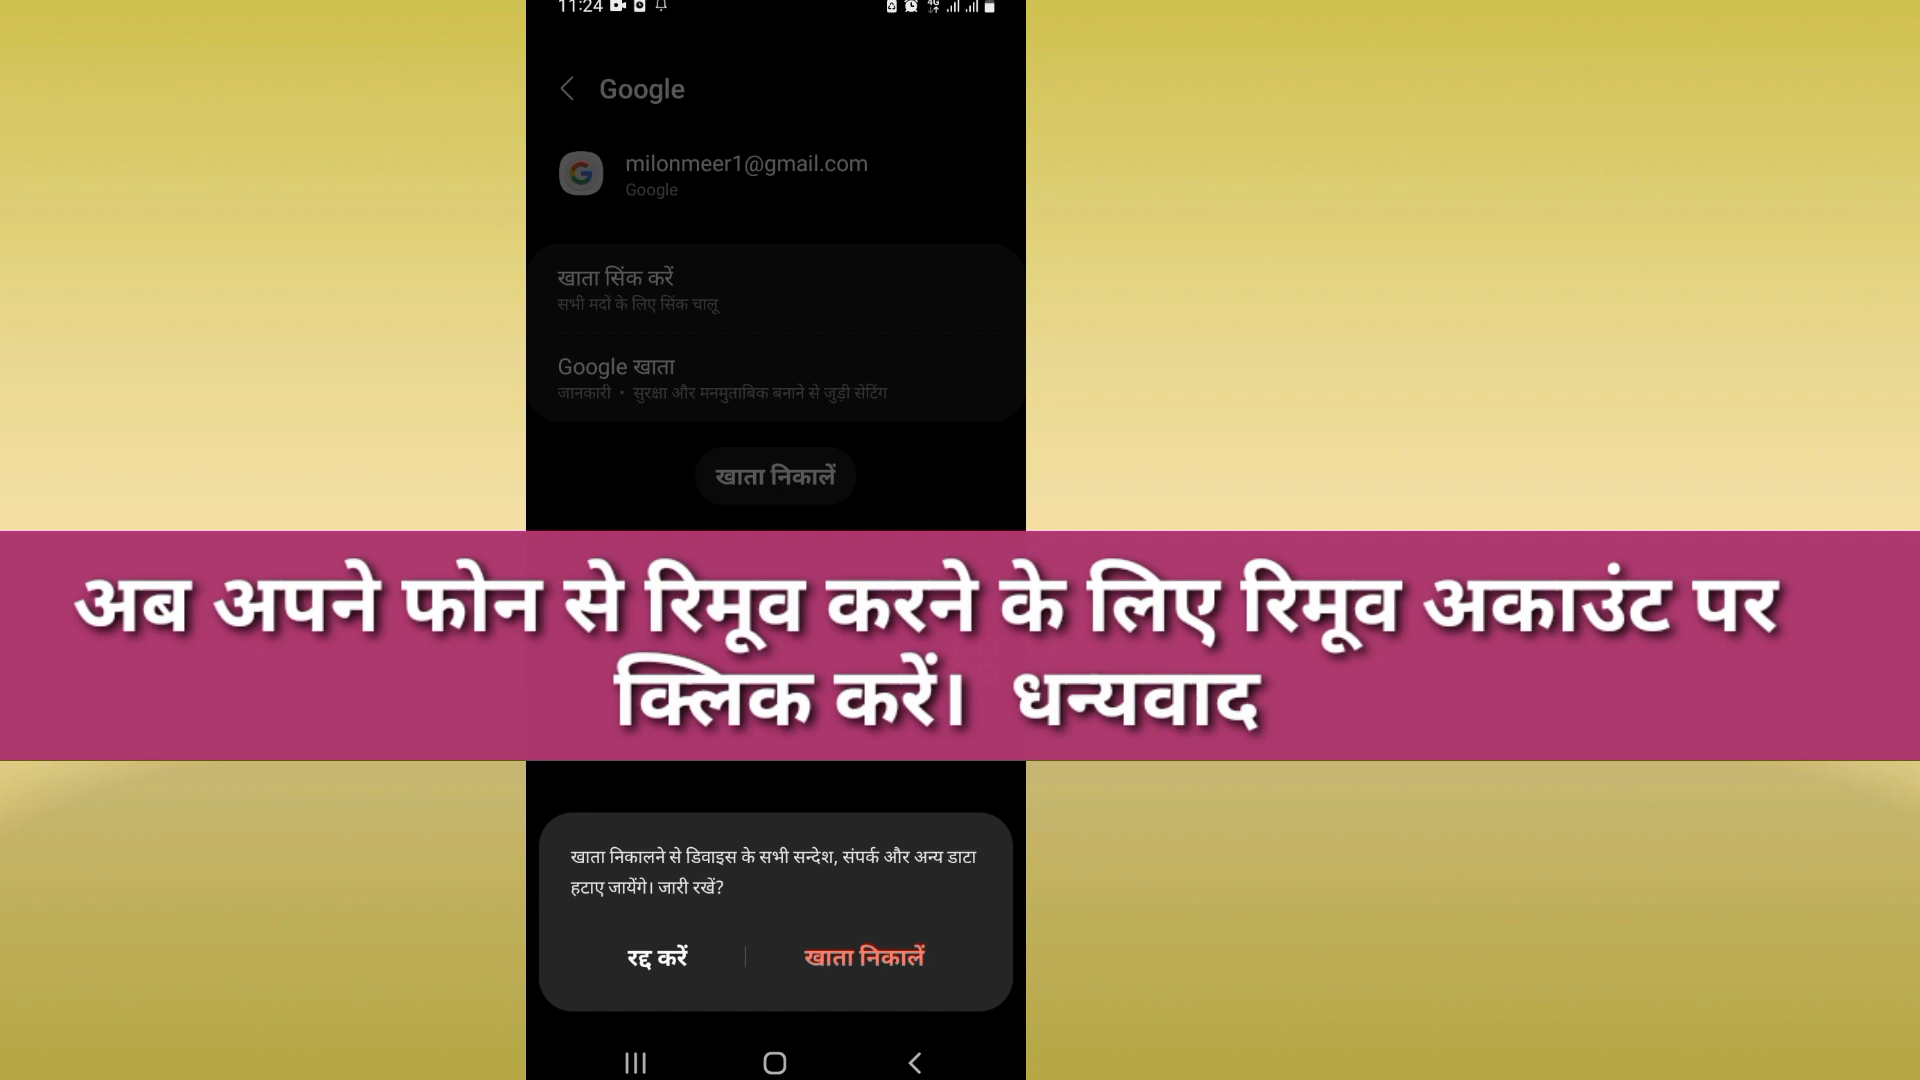 11:24
Google
milonmeer1@gmail.com
Google
खाता सिंक करें
सभी मदों के लिए सिंक चालू
Google खाता
जानकारी • सुरक्षा और मनमुताबिक बनाने से जुड़ी सेटिंग
खाता निकालें
अब अपने फोन से रिमूव करने के लिए रिमूव अकाउंट पर
क्लिक करें। धन्यवाद
खाता निकालने से डिवाइस के सभी सन्देश, संपर्क और अन्य डाटा
हटाए जायेंगे। जारी रखें?
रद्द करें
खाता निकालें